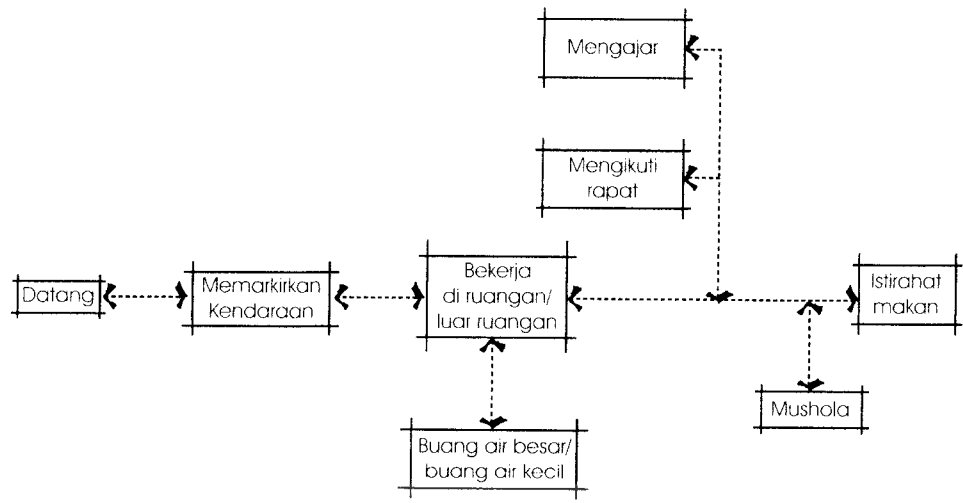 Mengajar
Mengikuti
rapat
Datang
Memarkirkan
Kendaraan
Bekerja
di ruangan/
luar ruangan
Istirahat
makan
Mushola
Buang air besar/
buang air kecil